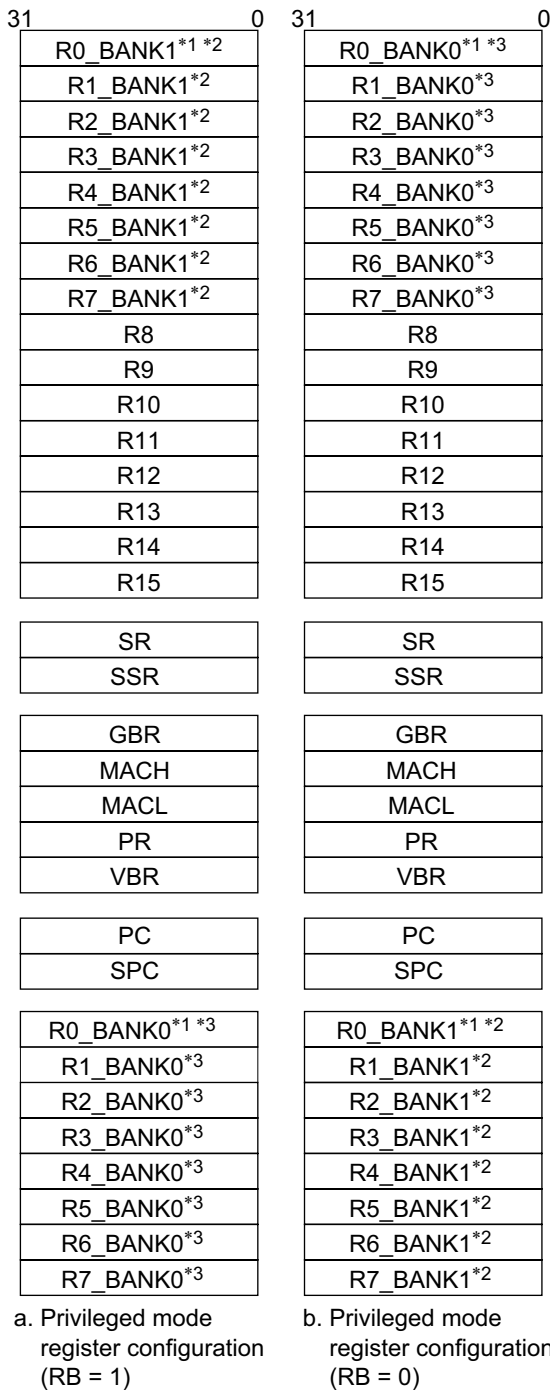 31 0
R0_BANK1*1 *2
R1_BANK1*2
R2_BANK1*2
R3_BANK1*2
R4_BANK1*2
R5_BANK1*2
R6_BANK1*2
R7_BANK1*2
R8
R9
R10
R11
R12
R13
R14
R15
SR
SSR
GBR
MACH
MACL
PR
VBR
PC
SPC
R0_BANK0*1 *3
R1_BANK0*3
R2_BANK0*3
R3_BANK0*3
R4_BANK0*3
R5_BANK0*3
R6_BANK0*3
R7_BANK0*3
a. Privileged mode
register configuration
(RB = 1)
31 0
R0_BANK0*1 *3
R1_BANK0*3
R2_BANK0*3
R3_BANK0*3
R4_BANK0*3
R5_BANK0*3
R6_BANK0*3
R7_BANK0*3
R8
R9
R10
R11
R12
R13
R14
R15
SR
SSR
GBR
MACH
MACL
PR
VBR
PC
SPC
R0_BANK1*1 *2
R1_BANK1*2
R2_BANK1*2
R3_BANK1*2
R4_BANK1*2
R5_BANK1*2
R6_BANK1*2
R7_BANK1*2
b. Privileged mode
register configuration
(RB = 0)